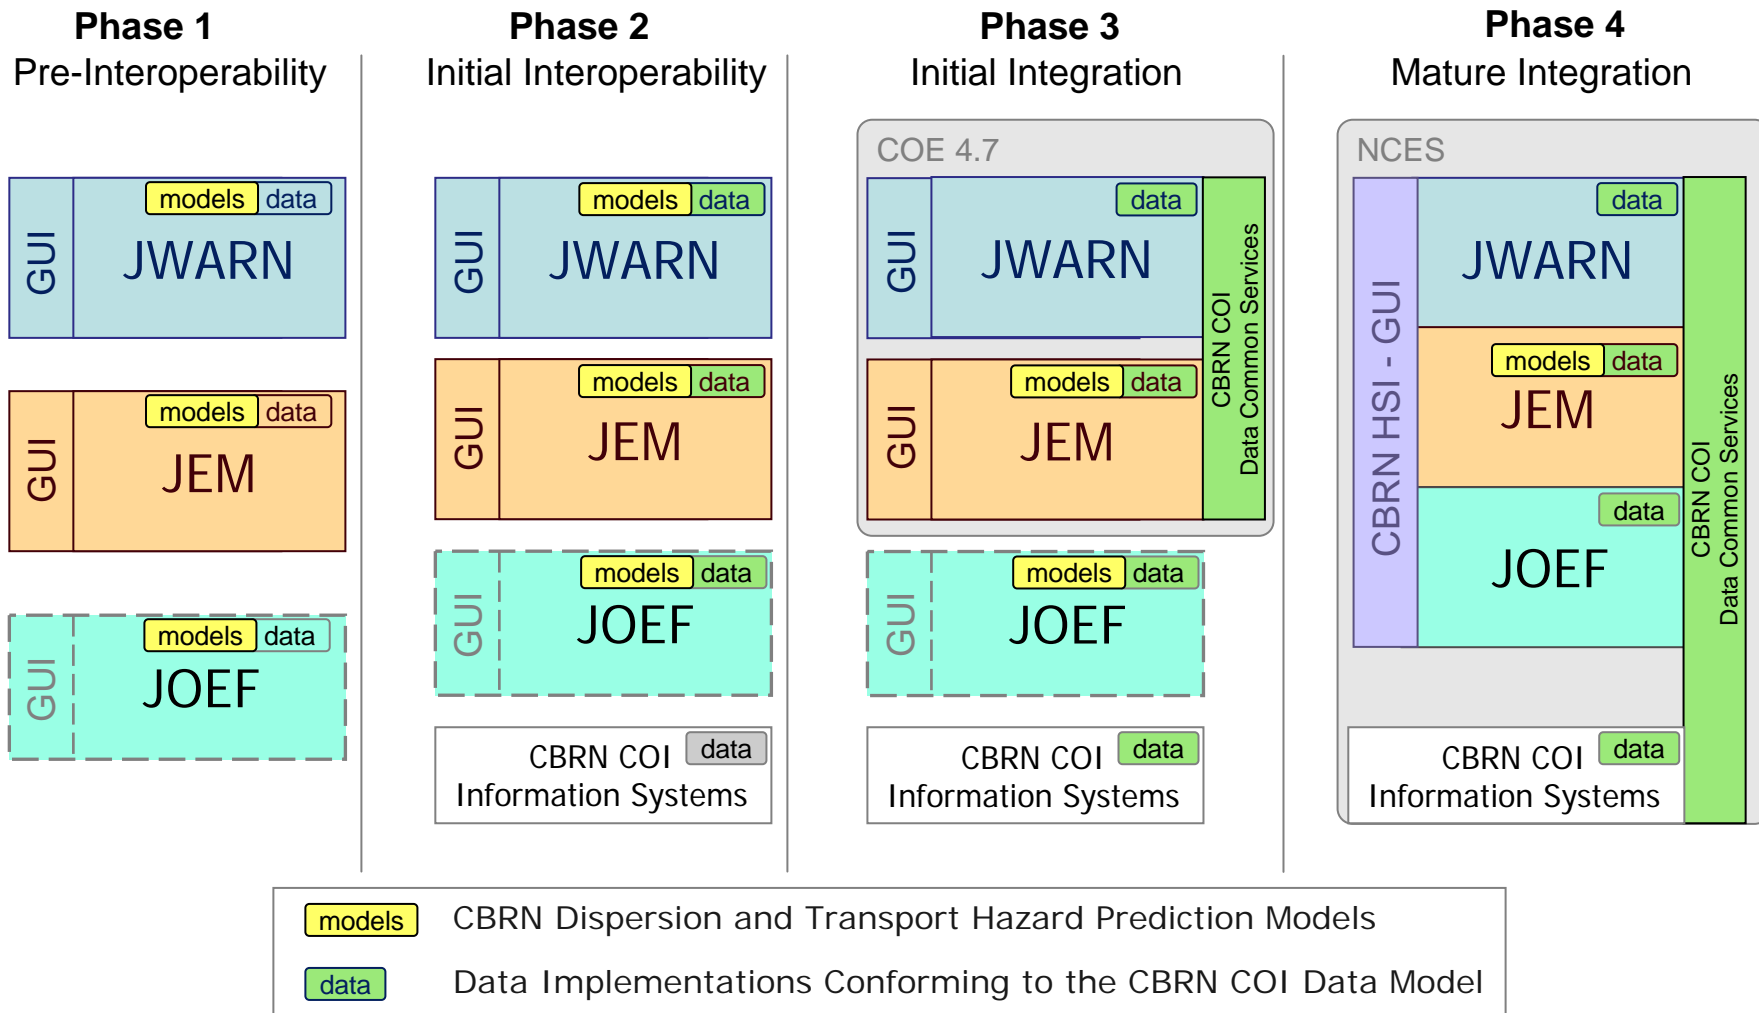 Phase 1
Pre-Interoperability
GUI
models data
JWARN
GUI
models data
JEM
GUI
models data
JOEF
Phase 2
Initial Interoperability
GUI
models data
JWARN
GUI
models data
JEM
GUI
models data
JOEF
CBRN COI data
Information Systems
Phase 3
Initial Integration
COE 4.7
GUI
data
JWARN
GUI
models data
JEM
CBRN COI
Data Common Services
GUI
models data
JOEF
CBRN COI data
Information Systems
Phase 4
Mature Integration
NCES
CBRN HSI - GUI
data
JWARN
models data
JEM
data
JOEF
CBRN COI
Data Common Services
CBRN COI data
Information Systems
models CBRN Dispersion and Transport Hazard Prediction Models
data Data Implementations Conforming to the CBRN COI Data Model